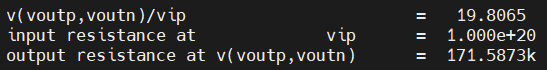 v(voutp,voutn)/vip = 19.8065
input resistance at vip = 1.000e+20
output resistance at v(voutp,voutn) = 171.5873k